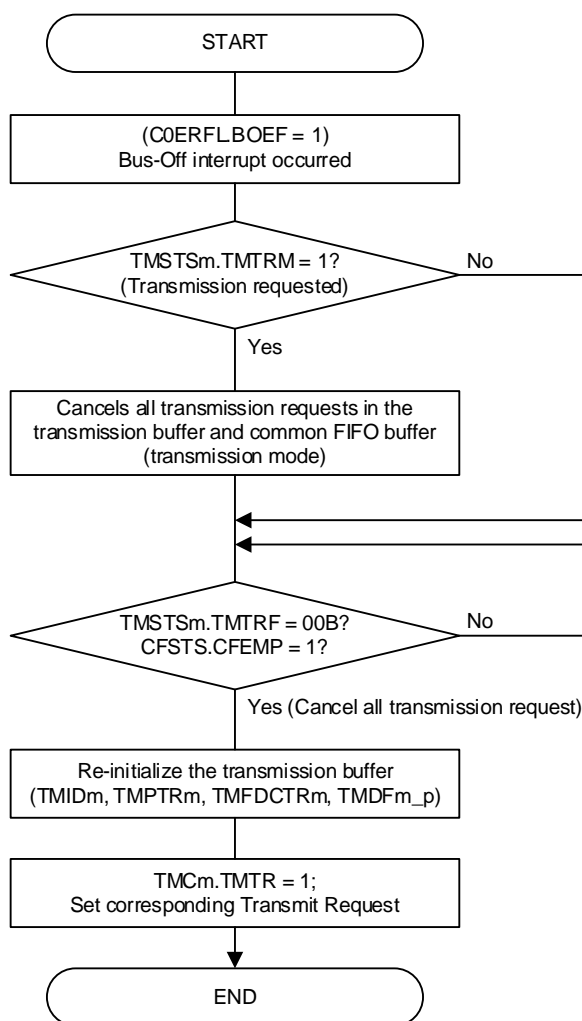 START
(C0ERFL.BOEF = 1)
Bus-Off interrupt occurred
TMSTSm.TMTRM = 1?
(Transmission requested)
No
Yes
Cancels all transmission requests in the
transmission buffer and common FIFO buffer
(transmission mode)
TMSTSm.TMTRF = 00B?
CFSTS.CFEMP = 1?
No
Yes (Cancel all transmission request)
Re-initialize the transmission buffer
(TMIDm, TMPTRm, TMFDCTRm, TMDFm_p)
TMCm.TMTR = 1;
Set corresponding Transmit Request
END